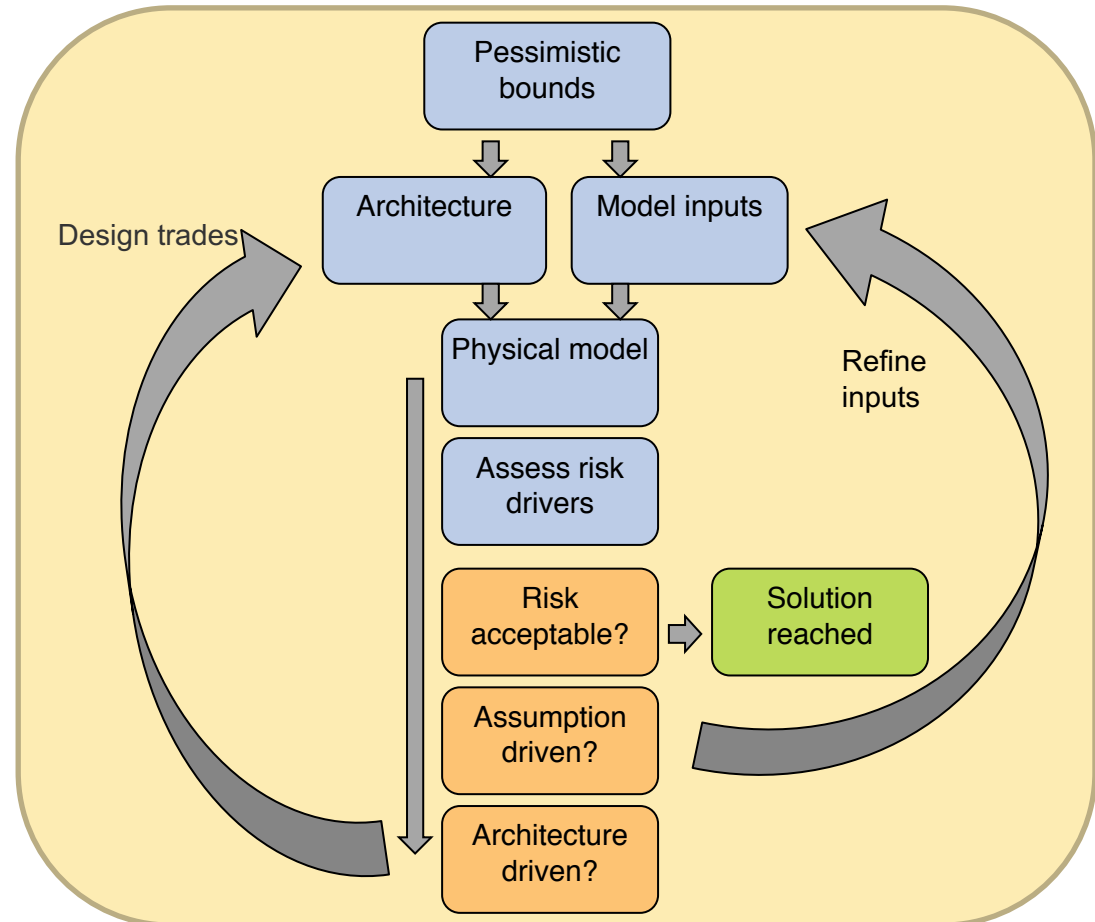 Pessimistic
bounds
Architecture
Model inputs
Design trades
Physical model
Refine
inputs
Assess risk
drivers
Risk
acceptable?
Solution
reached
Assumption
driven?
Architecture
driven?